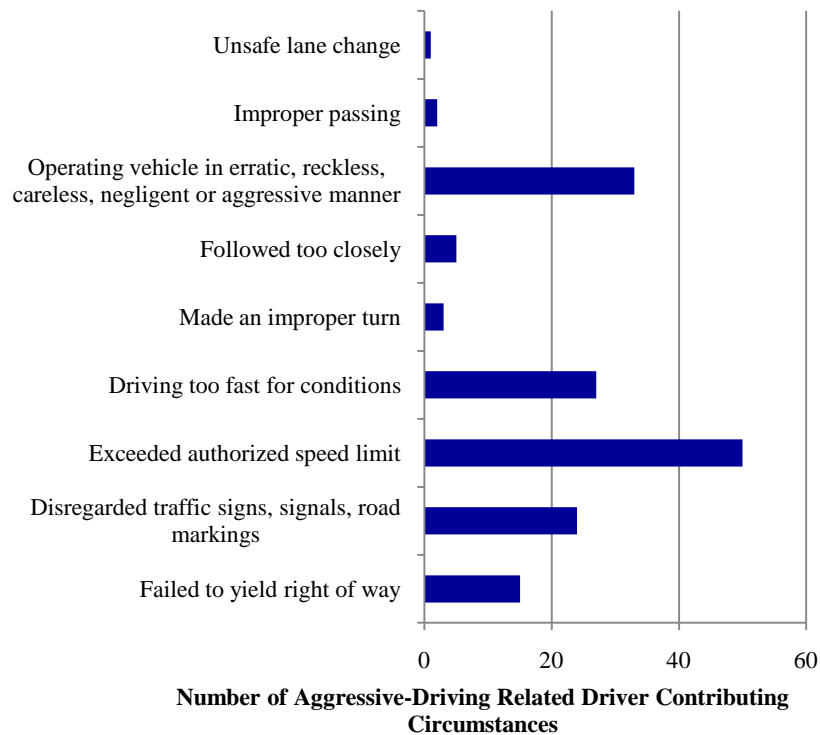 Unsafe lane change
Improper passing
Operating vehicle in erratic, reckless,
careless, negligent or aggressive manner
Followed too closely
Made an improper turn
Driving too fast for conditions
Exceeded authorized speed limit
Disregarded traffic signs, signals, road
markings
Failed to yield right of way
0 20 40 60
Number of Aggressive-Driving Related Driver Contributing
Circumstances